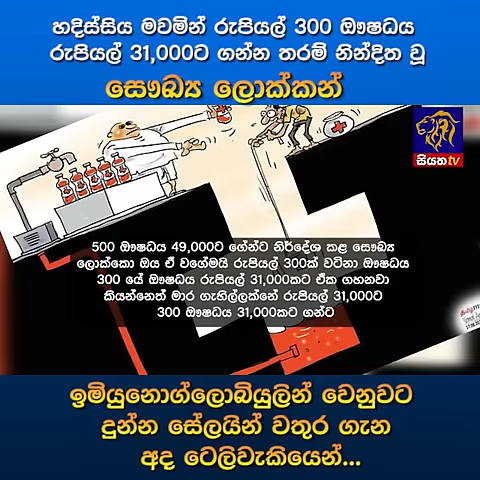 හදිස්සිය මවමින් රුපියල් 300 ඖෂධය
රුපියල් 31,000ට ගන්න තරම් නින්දිත වූ
සෞඛ්‍ය ලොක්කන්
සියත tv
500 ඖෂධය 49,000ට ගේන්ට නිර්දේශ කළ සෞඛ්‍ය
ලොක්කො ඔය ඒ වගේමයි රුපියල් 300ක් වටිනා ඖෂධය
300 යේ ඖෂධය රුපියල් 31,000කට ඒක ගහනවා
කියන්නෙත් මාර ගැහිල්ලක්නේ රුපියල් 31,000ට
300 ඖෂධය 31,000කට ගන්ට
ඉමියුනොග්ලොබියුලින් වෙනුවට
දුන්න සේලයින් වතුර ගැන
අද ටෙලිවැකියෙන්...